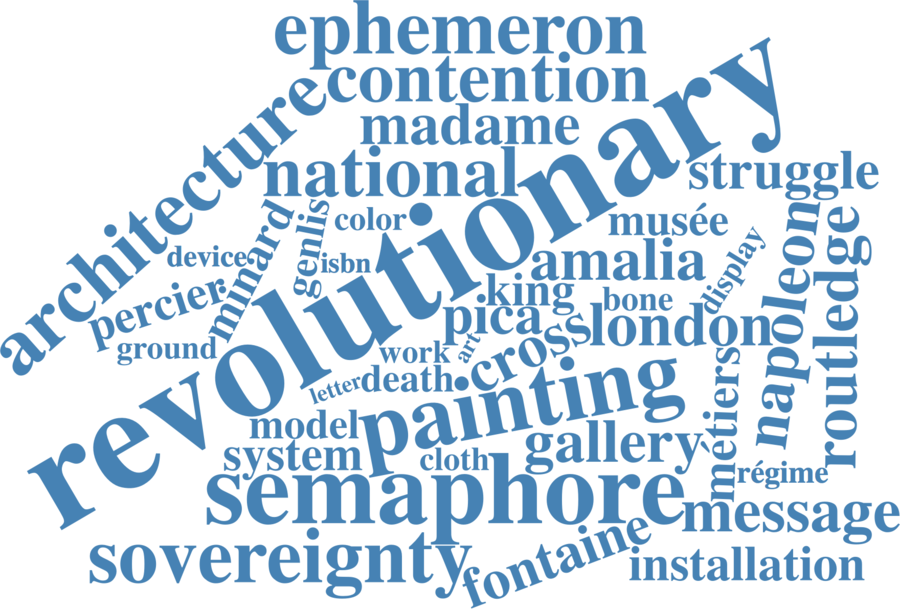 ephemeron
contention
madame
architecture
national
revolutionary
struggle
color
musée
minard
genlis
device
isbn
amalia
display
napoleon
routledge
percier
king
bone
pica
london
ground
work
art
cross
letter
death
painting
métiers
model
gallery
system
cloth
régime
semaphore
message
sovereignty
fontaine
installation